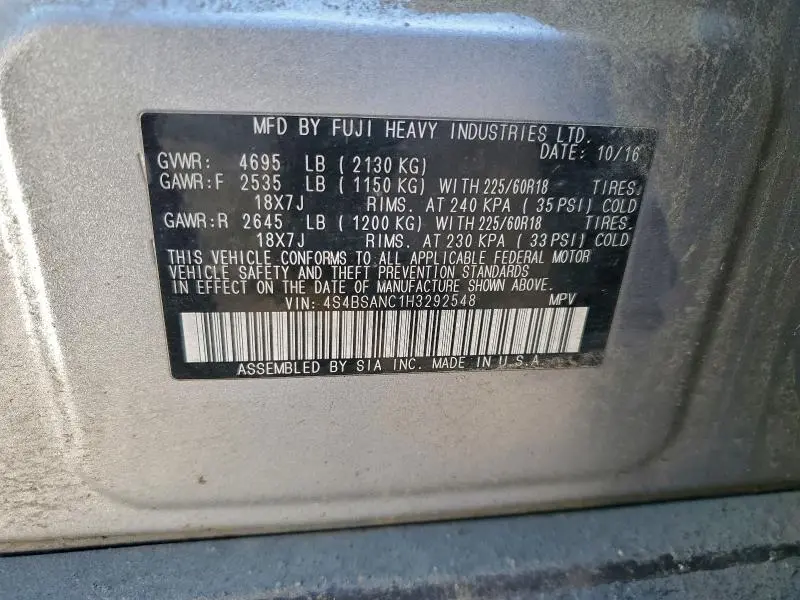 MFD BY FUJI HEAVY INDUSTRIES LTD.
DATE: 10/16
GVWR: 4695 LB ( 2130 KG)
GAWR:F 2535 LB ( 1150 KG) WITH 225/60R18 TIRES
18X7J RIMS. AT 240 KPA ( 35 PSI) COLD
GAWR:R 2645 LB ( 1200 KG) WITH 225/60R18 TIRES.
18X7J RIMS. AT 230 KPA ( 33 PSI) COLD
THIS VEHICLE CONFORMS TO ALL APPLICABLE FEDERAL MOTOR
VEHICLE SAFETY AND THEFT PREVENTION STANDARDS
IN EFFECT ON THE DATE OF MANUFACTURE SHOWN ABOVE.
VIN: 4S4BSANC1H3292548 MPV
ASSEMBLED BY SIA INC. MADE IN U.S.A.